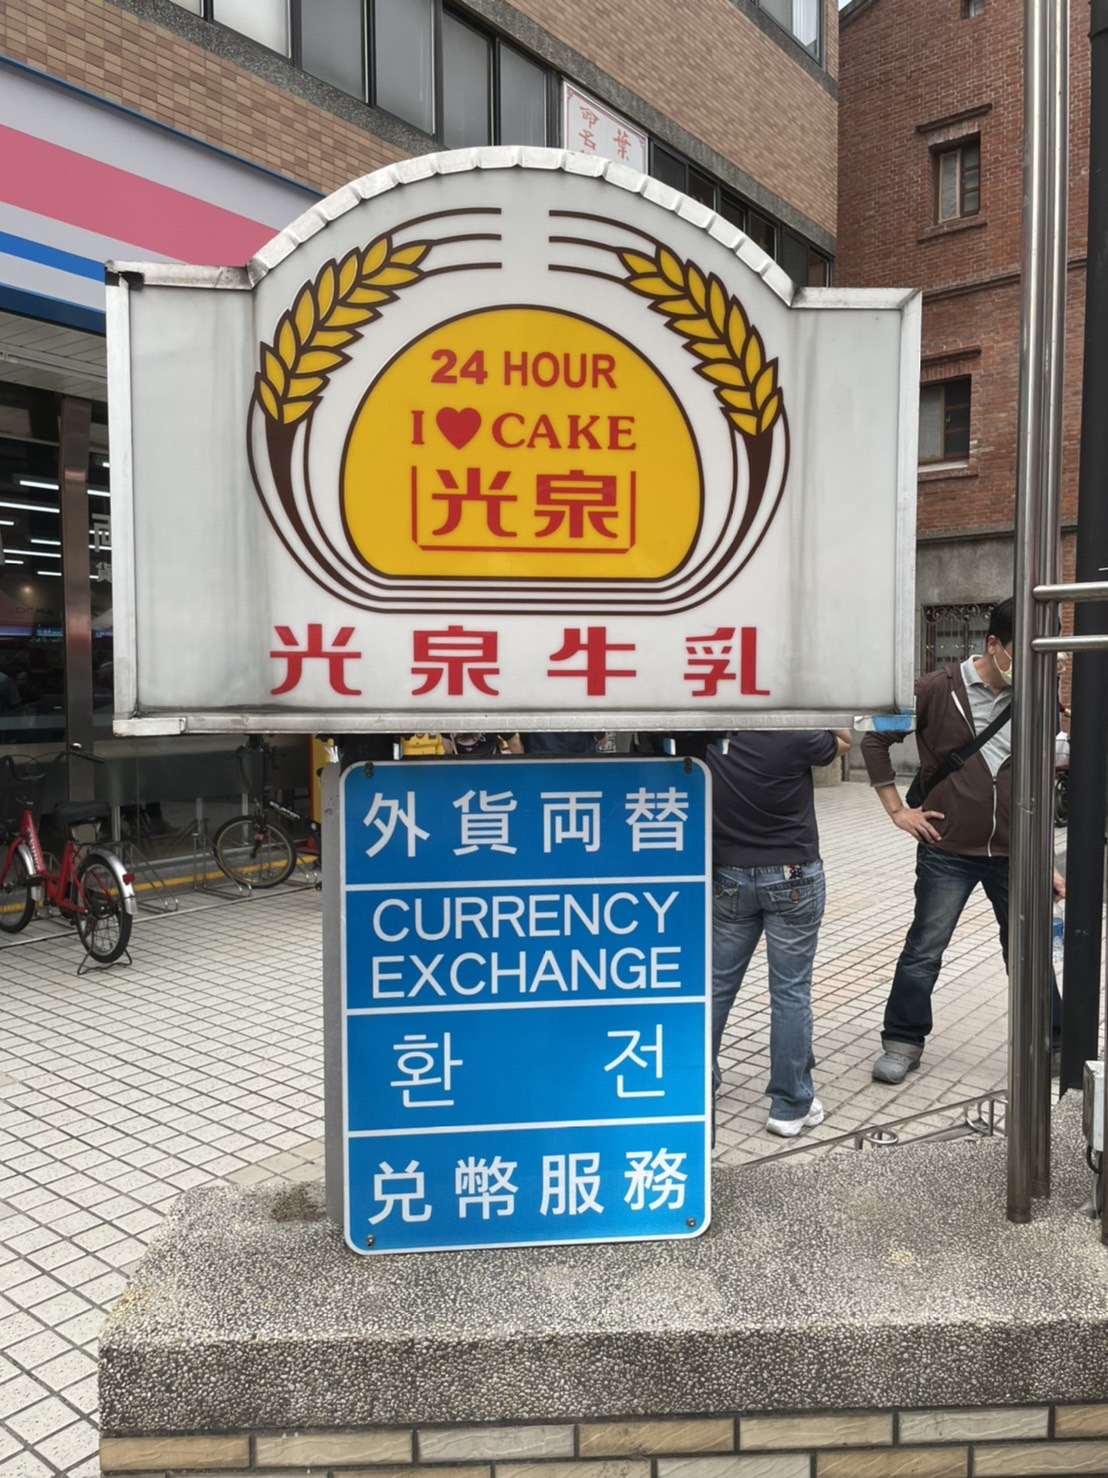 24 HOUR
I ♥ CAKE
光泉
光泉牛乳
外貨両替
CURRENCY
EXCHANGE
환 전
兌幣服務